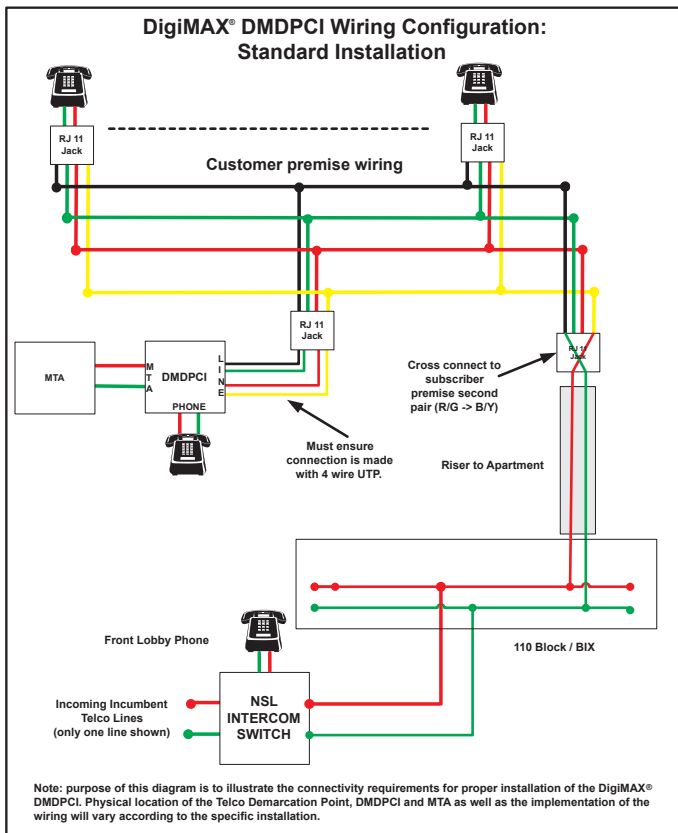 DigiMAX® DMDPCI Wiring Configuration:
Standard Installation
RJ 11
Jack
RJ 11
Jack
Customer premise wiring
RJ 11
Jack
RJ 11
Jack
MTA
M
T
A
DMDPCI
L
I
N
E
PHONE
Cross connect to
subscriber
premise second
pair (R/G -> B/Y)
Must ensure
connection is made
with 4 wire UTP.
Riser to Apartment
110 Block / BIX
Front Lobby Phone
Incoming Incumbent
Telco Lines
(only one line shown)
NSL
INTERCOM
SWITCH
Note: purpose of this diagram is to illustrate the connectivity requirements for proper installation of the DigiMAX®
DMDPCI. Physical location of the Telco Demarcation Point, DMDPCI and MTA as well as the implementation of the
wiring will vary according to the specific installation.